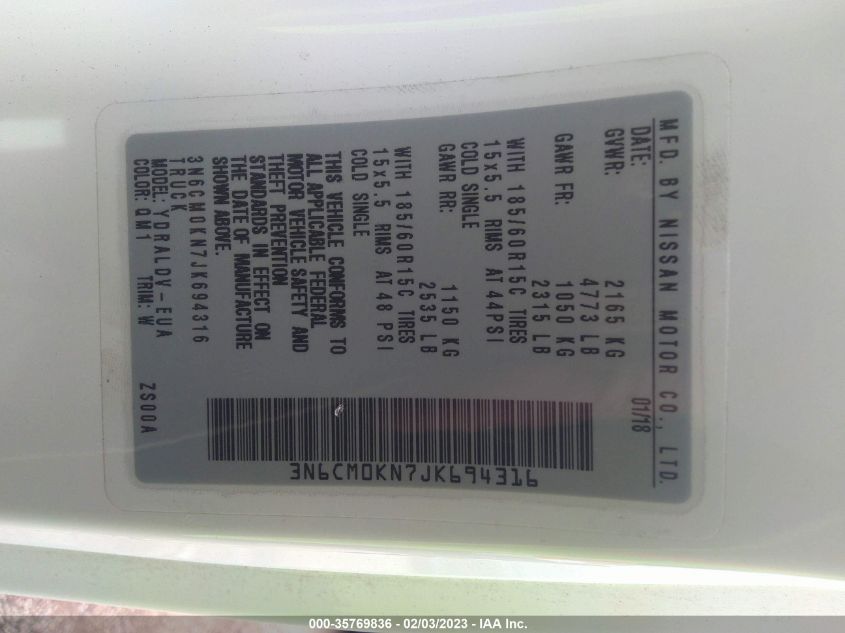 MFD. BY NISSAN MOTOR CO., LTD.
DATE: 01/18
GVWR: 2165 KG
4773 LB
GAWR FR: 1050 KG
2315 LB
WITH 185/60R15C TIRES
15x5.5 RIMS AT 44PSI
COLD SINGLE
GAWR RR: 1150 KG
2535 LB
WITH 185/60R15C TIRES
15x5.5 RIMS AT 48 PSI
COLD SINGLE
THIS VEHICLE CONFORMS TO
ALL APPLICABLE FEDERAL
MOTOR VEHICLE SAFETY AND
THEFT PREVENTION
STANDARDS IN EFFECT ON
THE DATE OF MANUFACTURE
SHOWN ABOVE.
3N6CM0KN7JK694316
TRUCK
MODEL: YDRALDV-EUA
COLOR: QM1 TRIM: W ZS00A
3N6CM0KN7JK694316
000-35769836 - 02/03/2023 - IAA Inc.